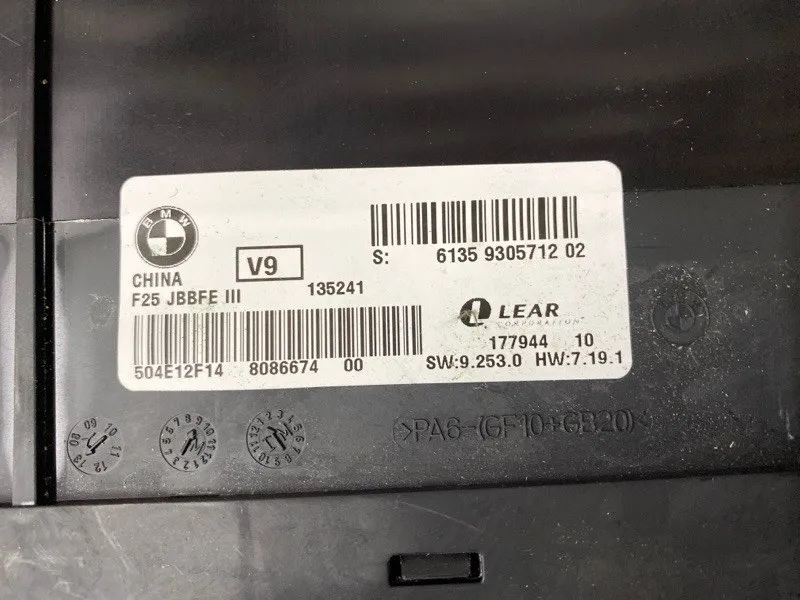 BMW
CHINA
V9
F25 JBBFE III
135241
S: 6135 9305712 02
LEAR
CORPORATION
177944 10
SW:9.253.0 HW:7.19.1
504E12F14 8086674 00
>PA6-(GF10+GB20)<